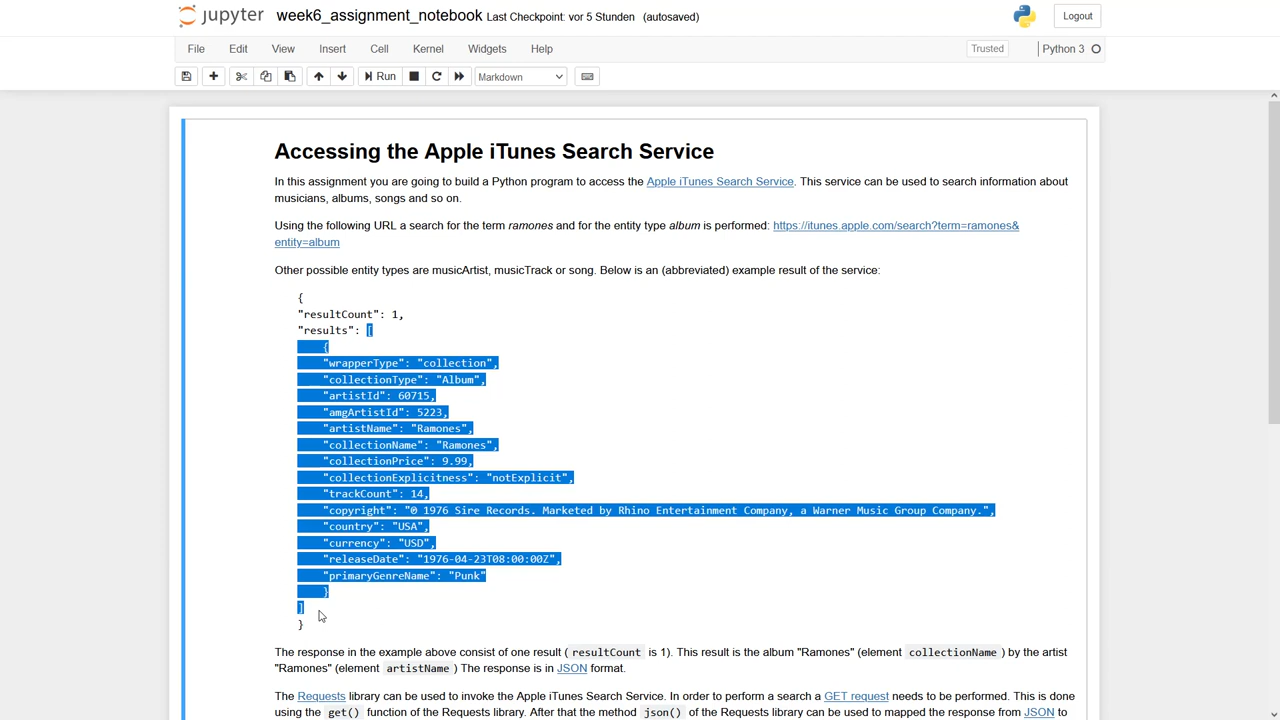 jupyter week6_assignment_notebook Last Checkpoint: vor 5 Stunden (autosaved)
Logout
File Edit View Insert Cell Kernel Widgets Help Trusted Python 3
Run Markdown
Accessing the Apple iTunes Search Service
In this assignment you are going to build a Python program to access the Apple iTunes Search Service. This service can be used to search information about
musicians, albums, songs and so on.
Using the following URL a search for the term ramones and for the entity type album is performed: https://itunes.apple.com/search?term=ramones&
entity=album
Other possible entity types are musicArtist, musicTrack or song. Below is an (abbreviated) example result of the service:
{
"resultCount": 1,
"results": [
{
"wrapperType": "collection",
"collectionType": "Album",
"artistId": 60715,
"amgArtistId": 5223,
"artistName": "Ramones",
"collectionName": "Ramones",
"collectionPrice": 9.99,
"collectionExplicitness": "notExplicit",
"trackCount": 14,
"copyright": "℗ 1976 Sire Records. Marketed by Rhino Entertainment Company, a Warner Music Group Company.",
"country": "USA",
"currency": "USD",
"releaseDate": "1976-04-23T08:00:00Z",
"primaryGenreName": "Punk"
}
]
}
The response in the example above consist of one result ( resultCount is 1). This result is the album "Ramones" (element collectionName ) by the artist
"Ramones" (element artistName ) The response is in JSON format.
The Requests library can be used to invoke the Apple iTunes Search Service. In order to perform a search a GET request needs to be performed. This is done
using the get() function of the Requests library. After that the method json() of the Requests library can be used to mapped the response from JSON to